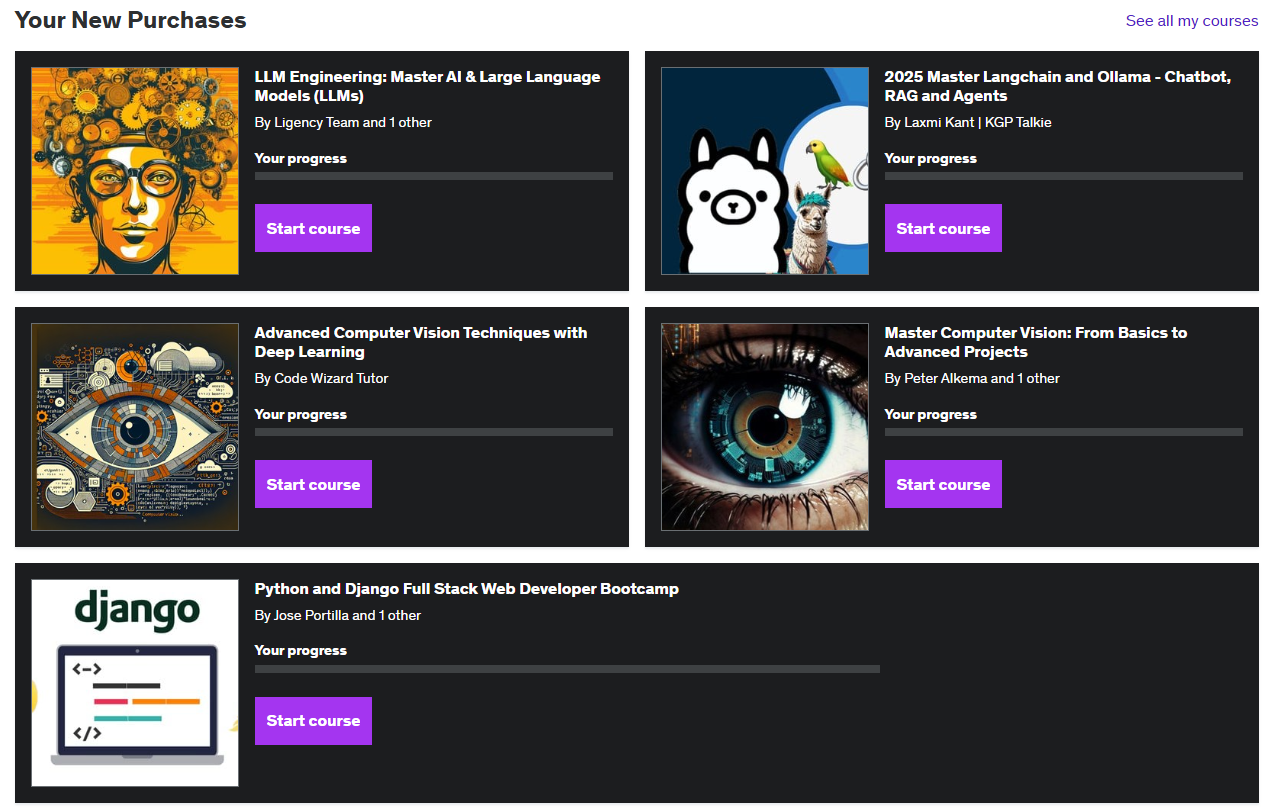 Your New Purchases
See all my courses
LLM Engineering: Master AI & Large Language
Models (LLMs)
By Ligency Team and 1 other
Your progress
Start course
2025 Master Langchain and Ollama - Chatbot,
RAG and Agents
By Laxmi Kant | KGP Talkie
Your progress
Start course
Advanced Computer Vision Techniques with
Deep Learning
By Code Wizard Tutor
Your progress
Start course
Master Computer Vision: From Basics to
Advanced Projects
By Peter Alkema and 1 other
Your progress
Start course
django
<->
</>
Python and Django Full Stack Web Developer Bootcamp
By Jose Portilla and 1 other
Your progress
Start course